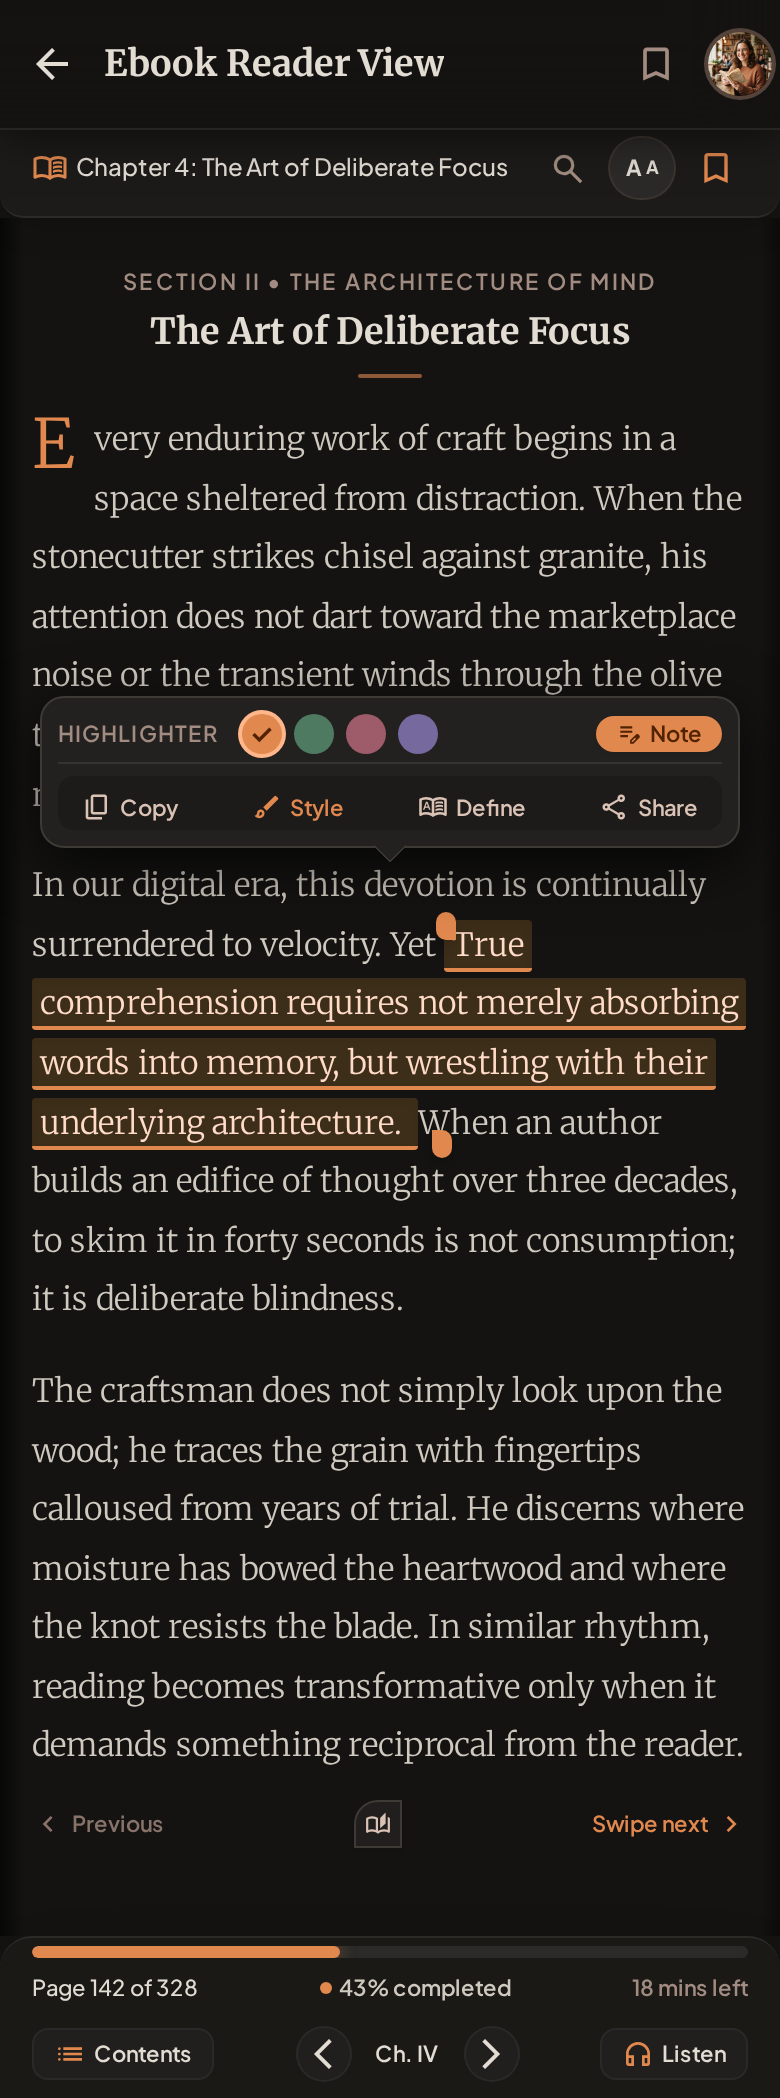 Ebook Reader View
Chapter 4: The Art of Deliberate Focus
A A
SECTION II • THE ARCHITECTURE OF MIND
The Art of Deliberate Focus
Every enduring work of craft begins in a
space sheltered from distraction. When the
stonecutter strikes chisel against granite, his
attention does not dart toward the marketplace
noise or the transient winds through the olive
HIGHLIGHTER
Note
Copy
Style
Define
Share
In our digital era, this devotion is continually
surrendered to velocity. Yet True
comprehension requires not merely absorbing
words into memory, but wrestling with their
underlying architecture. When an author
builds an edifice of thought over three decades,
to skim it in forty seconds is not consumption;
it is deliberate blindness.
The craftsman does not simply look upon the
wood; he traces the grain with fingertips
calloused from years of trial. He discerns where
moisture has bowed the heartwood and where
the knot resists the blade. In similar rhythm,
reading becomes transformative only when it
demands something reciprocal from the reader.
Previous
Swipe next
Page 142 of 328
43% completed
18 mins left
Contents
Ch. IV
Listen